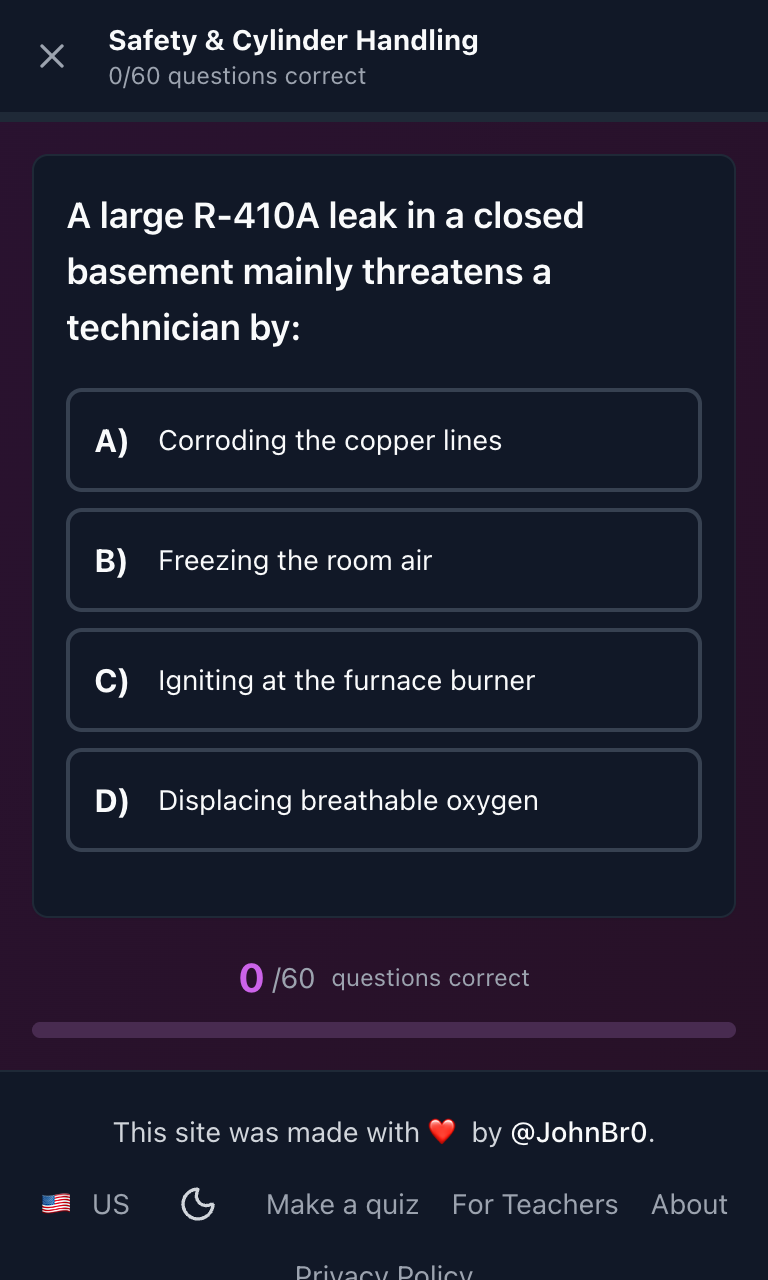 Safety & Cylinder Handling
0/60 questions correct
A large R-410A leak in a closed
basement mainly threatens a
technician by:
A) Corroding the copper lines
B) Freezing the room air
C) Igniting at the furnace burner
D) Displacing breathable oxygen
0 /60 questions correct
This site was made with ❤️ by @JohnBr0.
🇺🇸 US Make a quiz For Teachers About
Privacy Policy